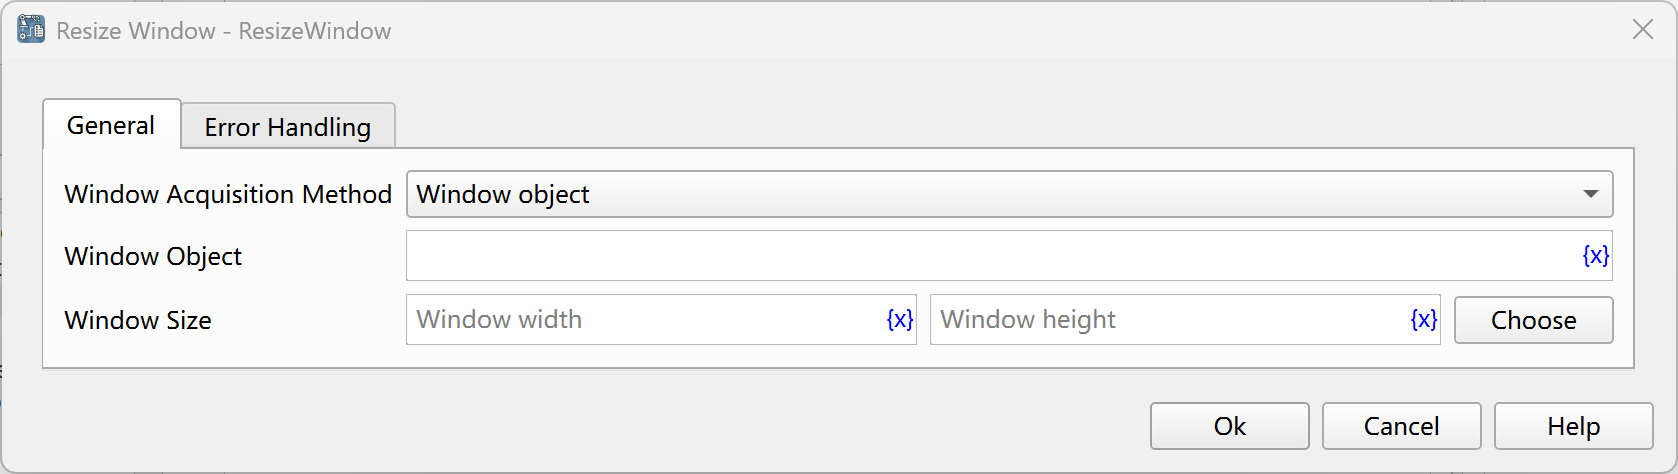 Resize Window - ResizeWindow
General
Error Handling
Window Acquisition Method Window object
Window Object {x}
Window Size Window width {x} Window height {x} Choose
Ok Cancel Help